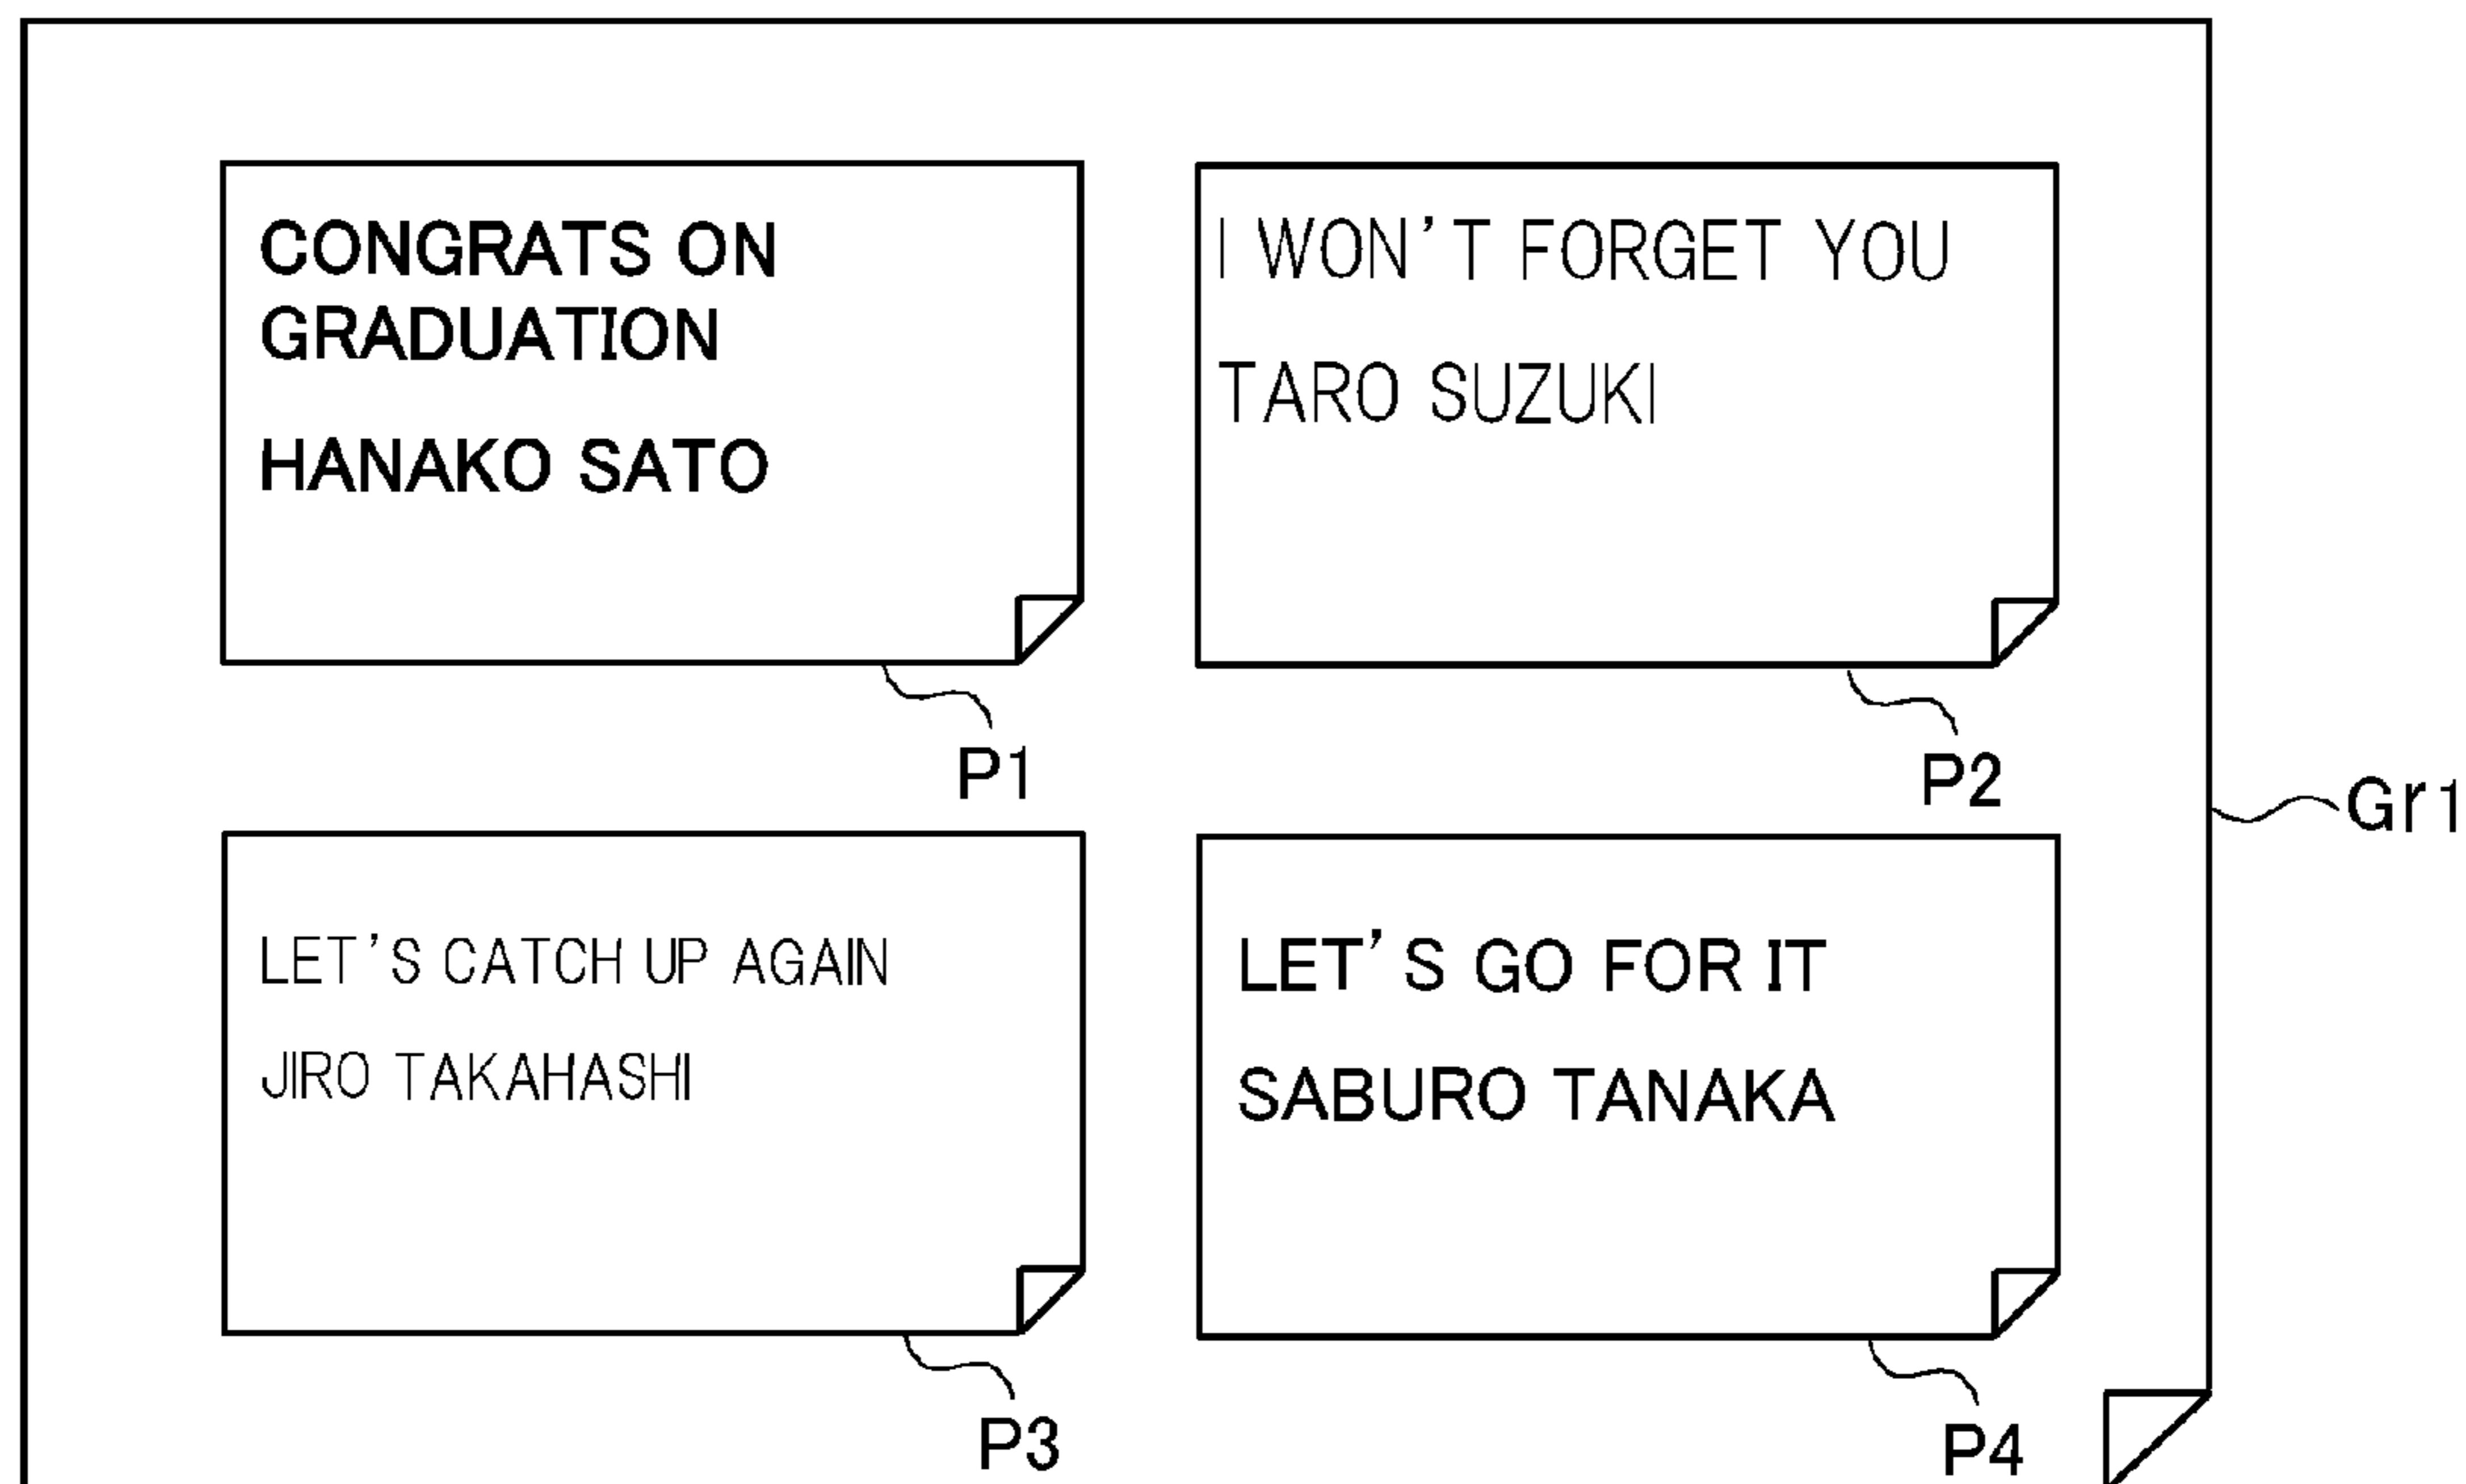 CONGRATS ON
GRADUATION
HANAKO SATO
P1
I WON'T FORGET YOU
TARO SUZUKI
P2
Gr1
LET'S CATCH UP AGAIN
JIRO TAKAHASHI
P3
LET'S GO FOR IT
SABURO TANAKA
P4